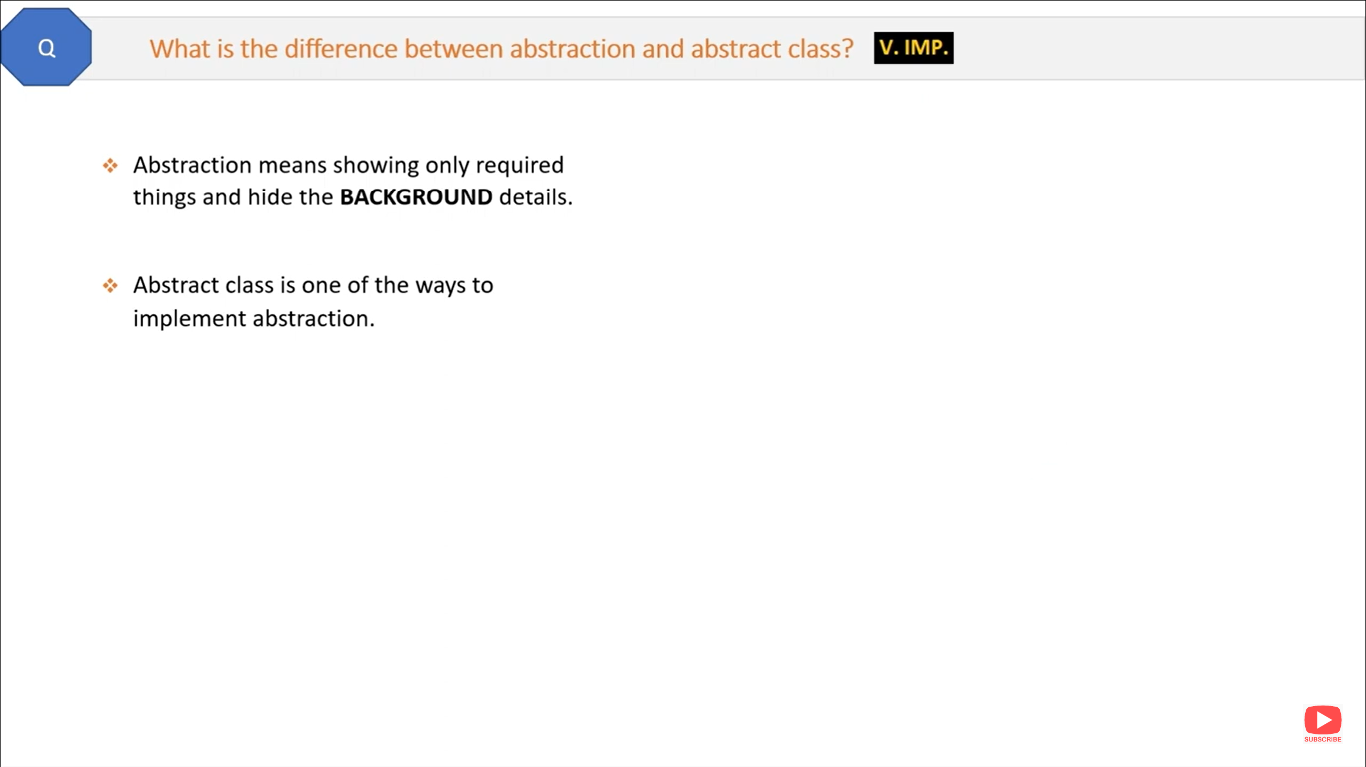 Q
What is the difference between abstraction and abstract class?
V. IMP.
Abstraction means showing only required
things and hide the BACKGROUND details.
Abstract class is one of the ways to
implement abstraction.
SUBSCRIBE